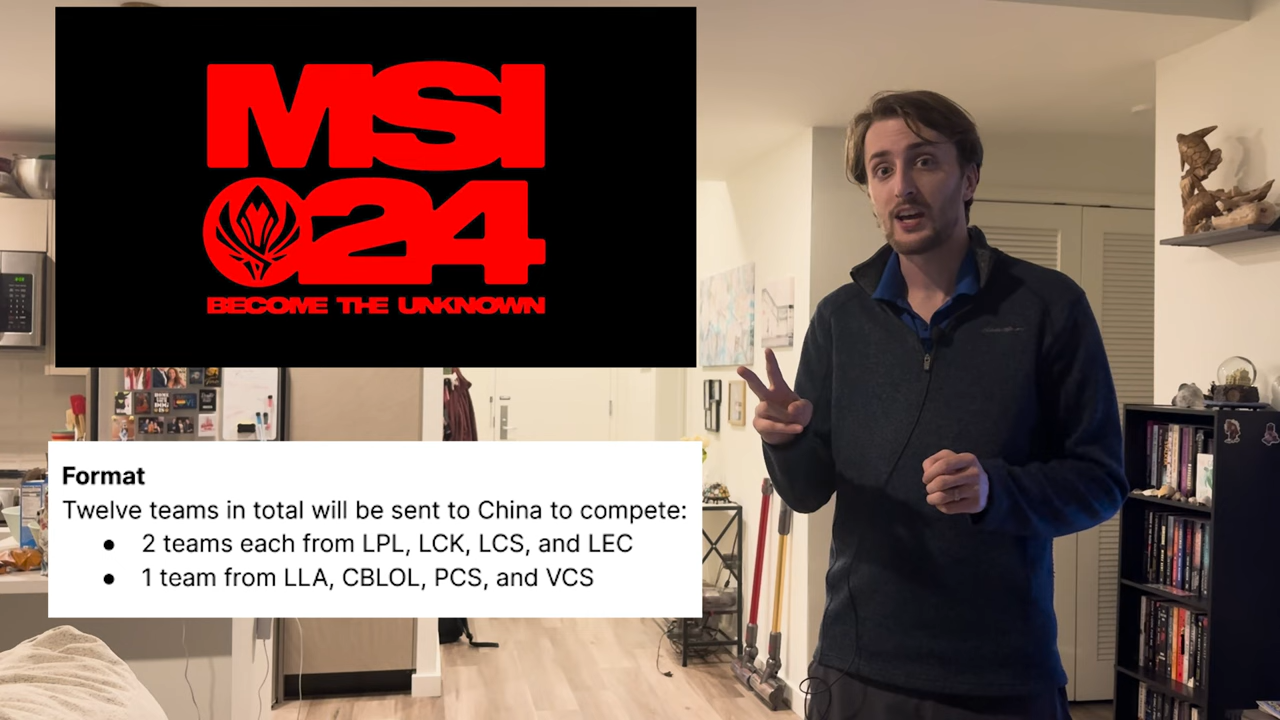 MSI
024
BECOME THE UNKNOWN
Format
Twelve teams in total will be sent to China to compete:
● 2 teams each from LPL, LCK, LCS, and LEC
● 1 team from LLA, CBLOL, PCS, and VCS